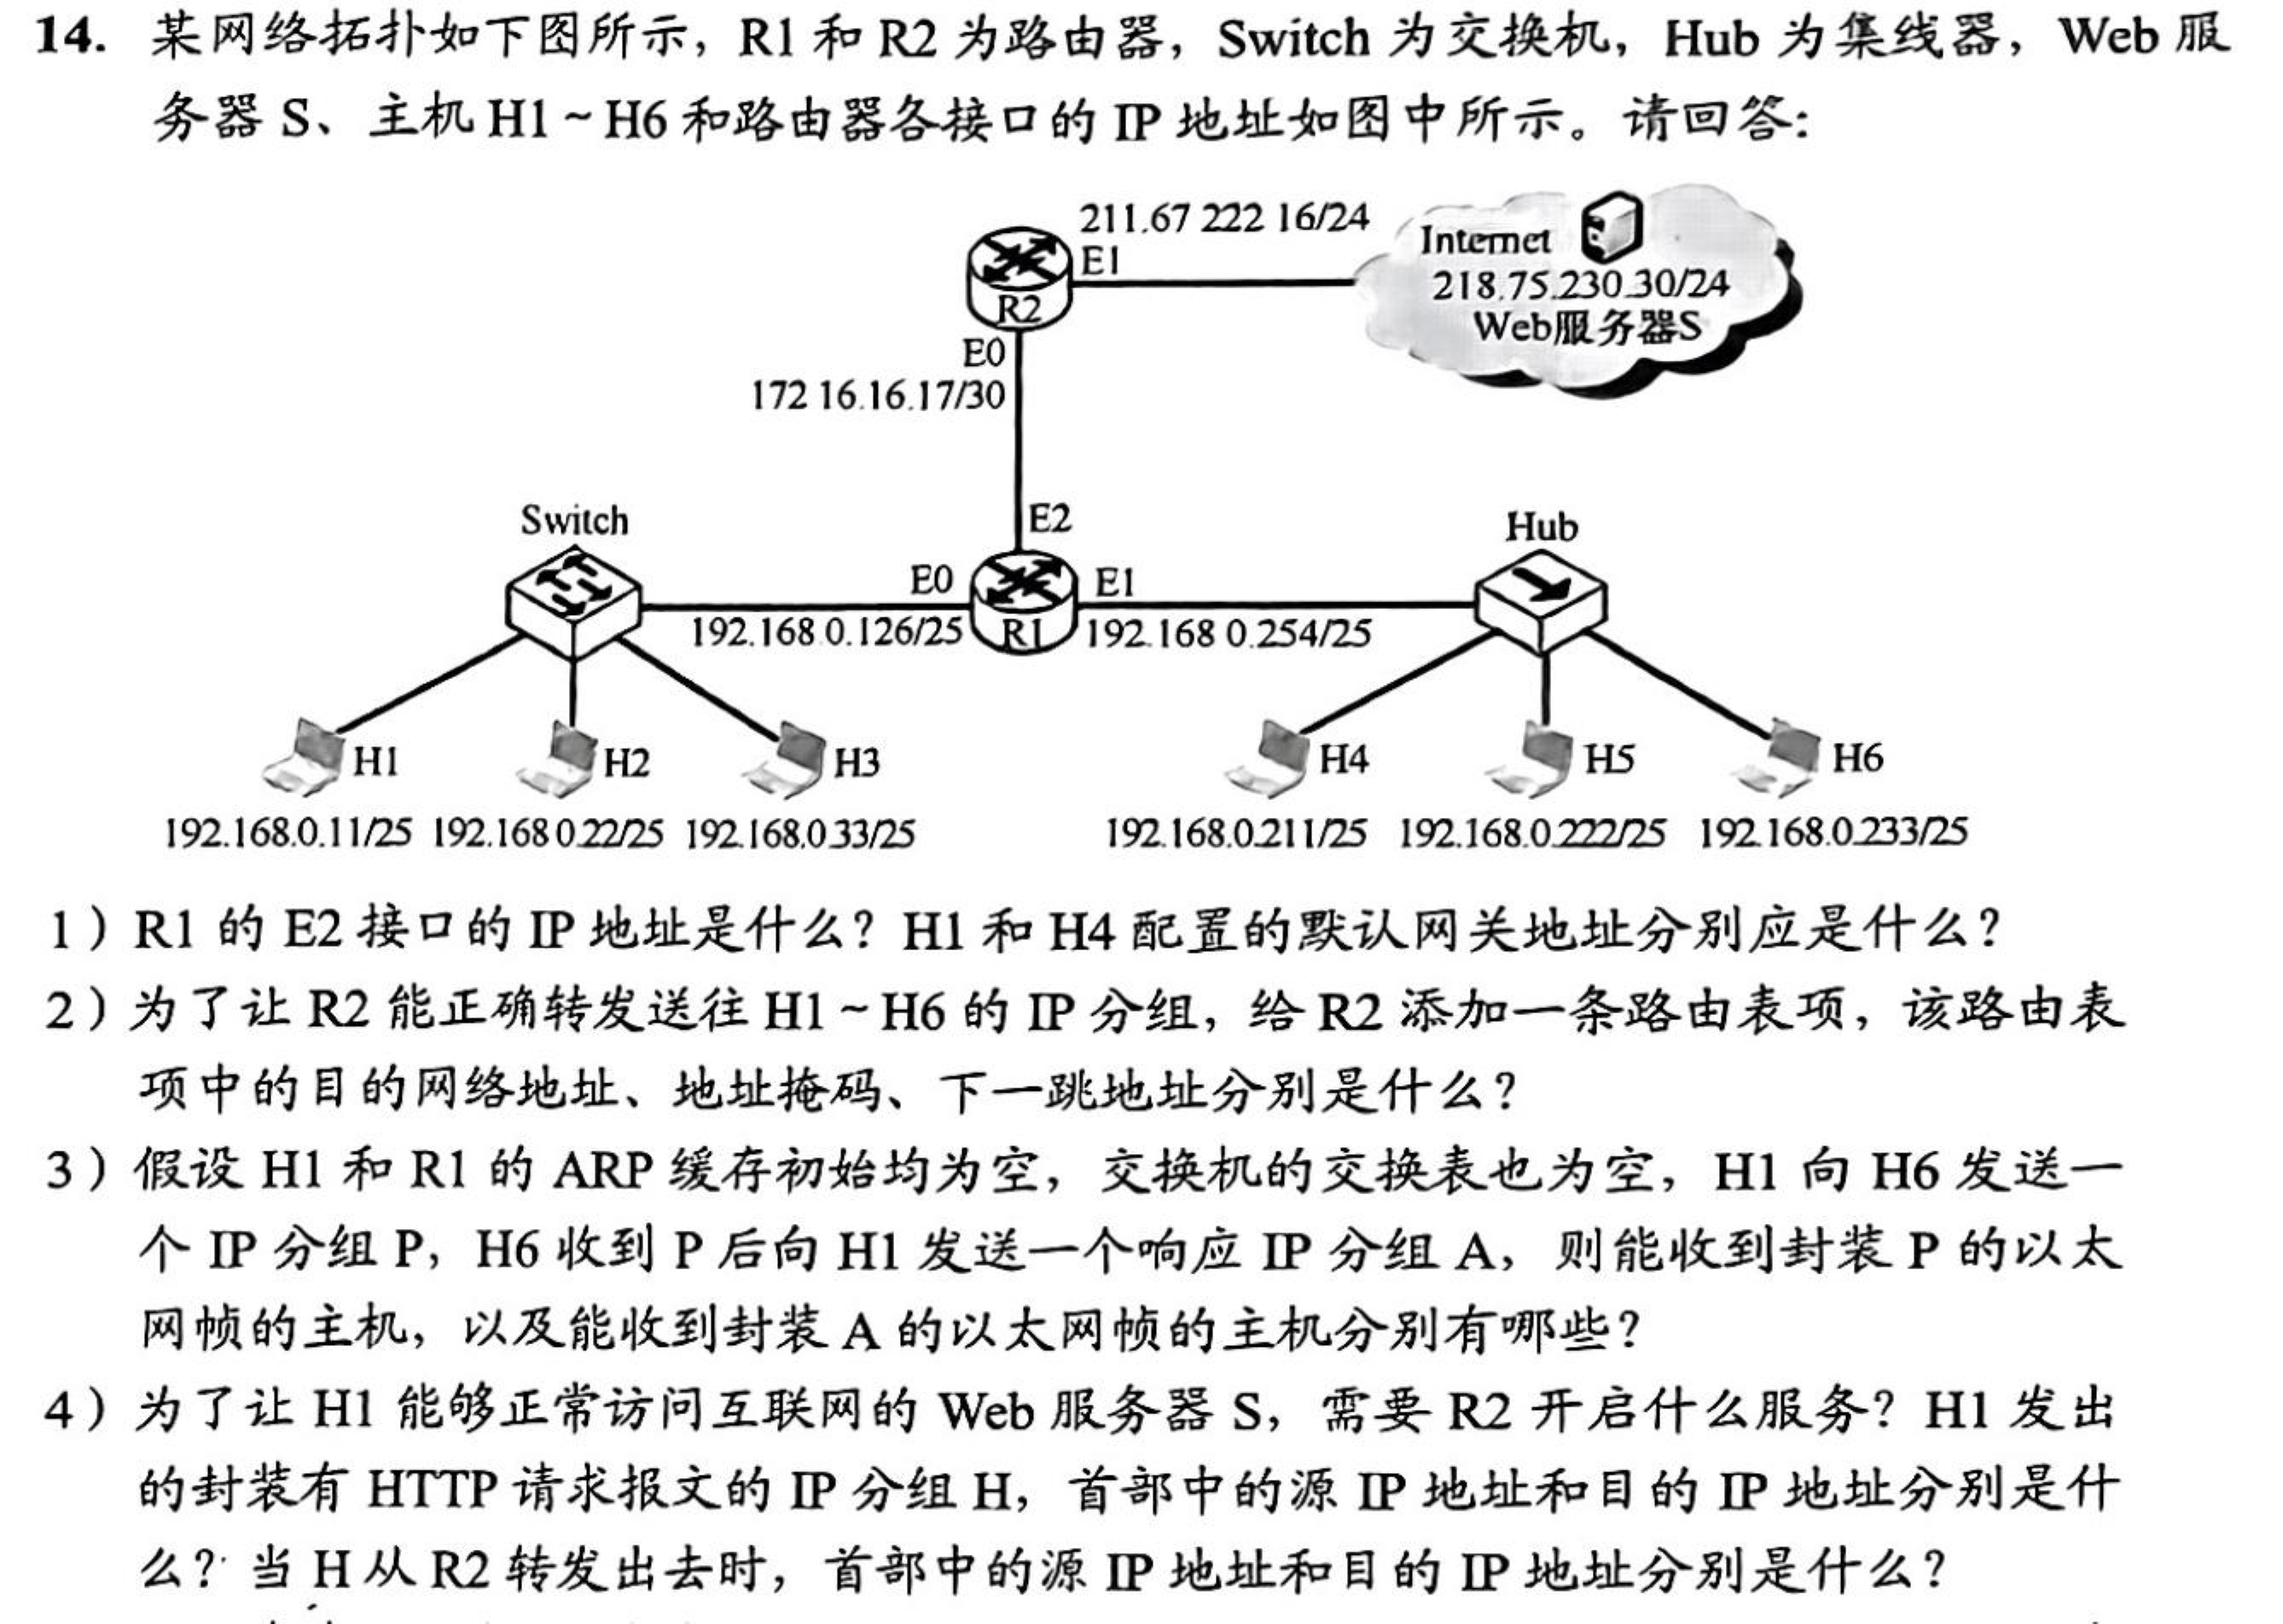 14. 某网络拓扑如下图所示，R1 和 R2 为路由器，Switch 为交换机，Hub 为集线器，Web 服
务器 S、主机 H1 ~ H6 和路由器各接口的 IP 地址如图中所示。请回答：
211.67 222 16/24
E1
R2
Internet
218.75.230.30/24
Web服务器S
E0
172 16.16.17/30
Switch
E2
Hub
E0
E1
192.168 0.126/25
R1
192.168 0.254/25
H1
H2
H3
H4
H5
H6
192.168.0.11/25 192.168 0.22/25 192.168.0.33/25
192.168.0.211/25 192.168.0.222/25 192.168.0.233/25
1）R1 的 E2 接口的 IP 地址是什么？H1 和 H4 配置的默认网关地址分别应是什么？
2）为了让 R2 能正确转发送往 H1 ~ H6 的 IP 分组，给 R2 添加一条路由表项，该路由表
项中的目的网络地址、地址掩码、下一跳地址分别是什么？
3）假设 H1 和 R1 的 ARP 缓存初始均为空，交换机的交换表也为空，H1 向 H6 发送一
个 IP 分组 P，H6 收到 P 后向 H1 发送一个响应 IP 分组 A，则能收到封装 P 的以太
网帧的主机，以及能收到封装 A 的以太网帧的主机分别有哪些？
4）为了让 H1 能够正常访问互联网的 Web 服务器 S，需要 R2 开启什么服务？H1 发出
的封装有 HTTP 请求报文的 IP 分组 H，首部中的源 IP 地址和目的 IP 地址分别是什
么？当 H 从 R2 转发出去时，首部中的源 IP 地址和目的 IP 地址分别是什么？